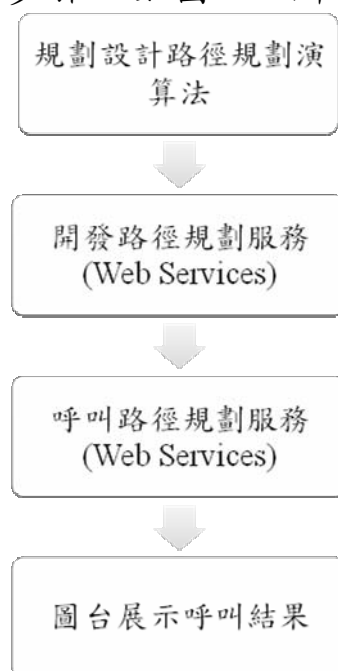 規劃設計路徑規劃演
算法
開發路徑規劃服務
(Web Services)
呼叫路徑規劃服務
(Web Services)
圖台展示呼叫結果